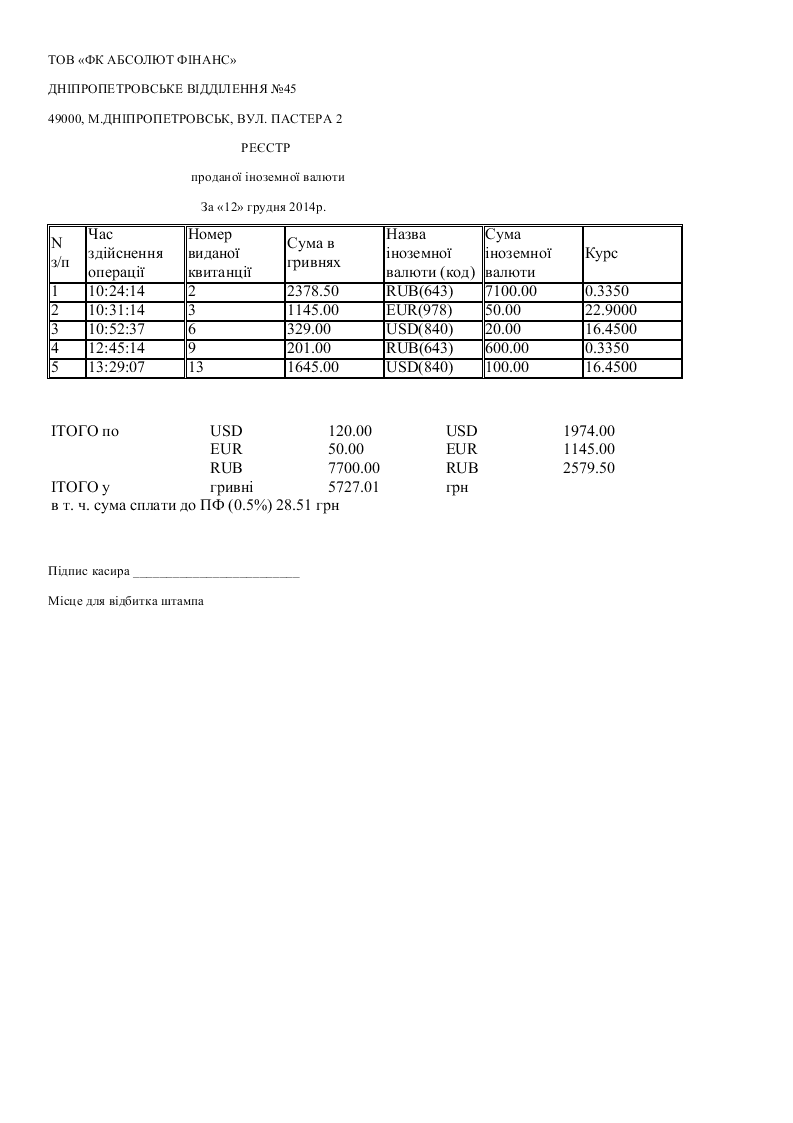 ТОВ «ФК АБСОЛЮТ ФІНАНС»
ДНІПРОПЕТРОВСЬКЕ ВІДДІЛЕННЯ №45
49000, М.ДНІПРОПЕТРОВСЬК, ВУЛ. ПАСТЕРА 2
РЕЄСТР
проданої іноземної валюти
За «12» грудня 2014р.
N з/п Час здійснення операції Номер виданої квитанції Сума в гривнях Назва іноземної валюти (код) Сума іноземної валюти Курс
1 10:24:14 2 2378.50 RUB(643) 7100.00 0.3350
2 10:31:14 3 1145.00 EUR(978) 50.00 22.9000
3 10:52:37 6 329.00 USD(840) 20.00 16.4500
4 12:45:14 9 201.00 RUB(643) 600.00 0.3350
5 13:29:07 13 1645.00 USD(840) 100.00 16.4500
ІТОГО по USD 120.00 USD 1974.00
EUR 50.00 EUR 1145.00
RUB 7700.00 RUB 2579.50
ІТОГО у гривні 5727.01 грн
в т. ч. сума сплати до ПФ (0.5%) 28.51 грн
Підпис касира _________________________
Місце для відбитка штампа